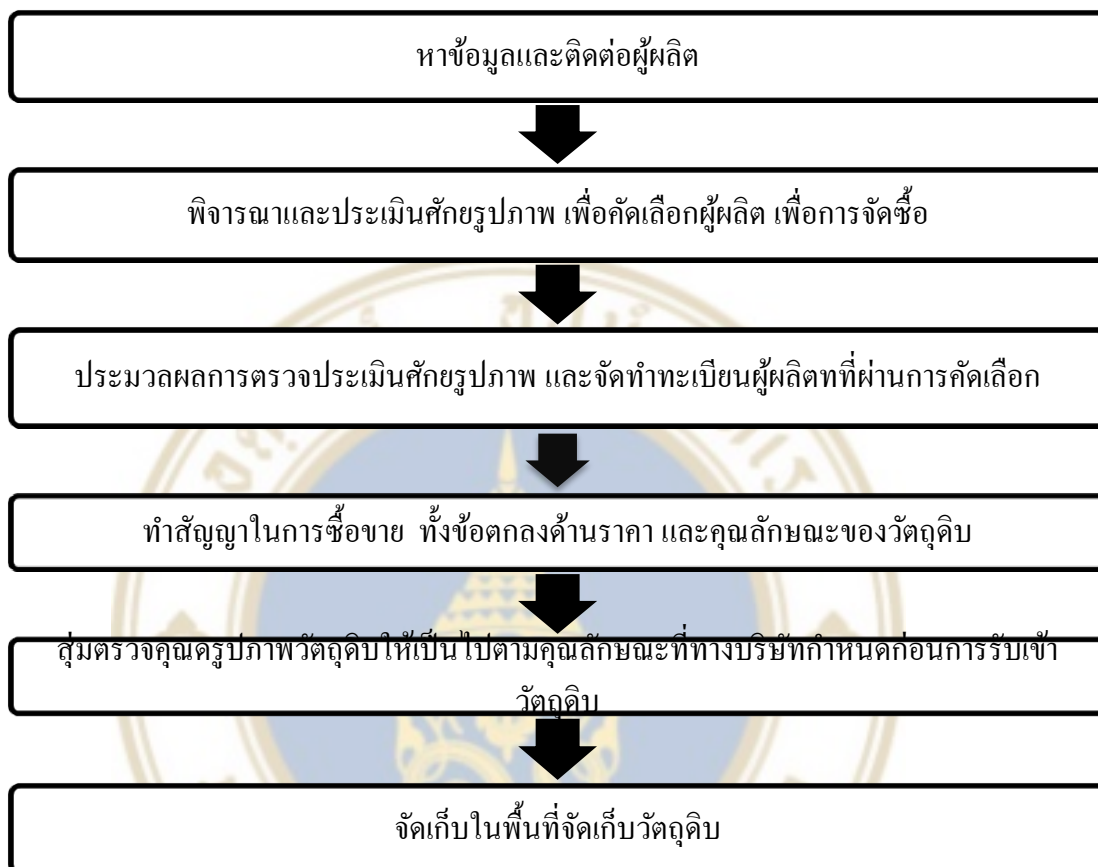 หาข้อมูลและติดต่อผู้ผลิต
พิจารณาและประเมินศักยรูปภาพ เพื่อคัดเลือกผู้ผลิต เพื่อการจัดซื้อ
ประมวลผลการตรวจประเมินศักยรูปภาพ และจัดทำทะเบียนผู้ผลิตทที่ผ่านการคัดเลือก
ทำสัญญาในการซื้อขาย ทั้งข้อตกลงด้านราคา และคุณลักษณะของวัตถุดิบ
สุ่มตรวจคุณครูปภาพวัตถุดิบให้เป็นไปตามคุณลักษณะที่ทางบริษัทกำหนดก่อนการรับเข้า
วัตถุดิบ
จัดเก็บในพื้นที่จัดเก็บวัตถุดิบ